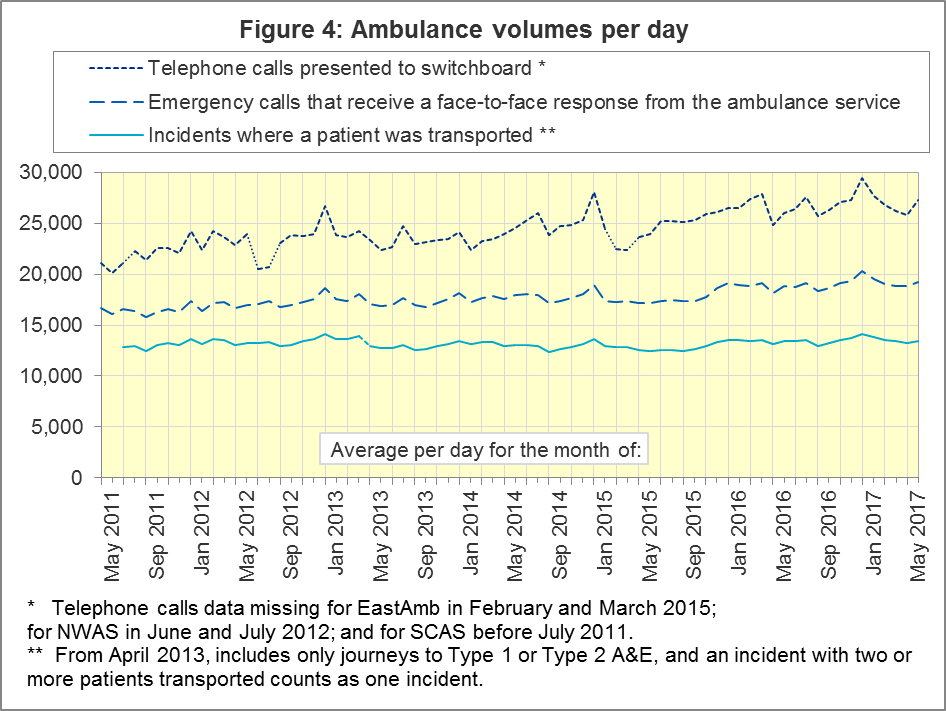 Figure 4: Ambulance volumes per day
Telephone calls presented to switchboard *
Emergency calls that receive a face-to-face response from the ambulance service
Incidents where a patient was transported **
30,000
25,000
20,000
15,000
10,000
5,000
0
Average per day for the month of:
May 2011
Sep 2011
Jan 2012
May 2012
Sep 2012
Jan 2013
May 2013
Sep 2013
Jan 2014
May 2014
Sep 2014
Jan 2015
May 2015
Sep 2015
Jan 2016
May 2016
Sep 2016
Jan 2017
May 2017
* Telephone calls data missing for EastAmb in February and March 2015;
for NWAS in June and July 2012; and for SCAS before July 2011.
** From April 2013, includes only journeys to Type 1 or Type 2 A&E, and an incident with two or
more patients transported counts as one incident.